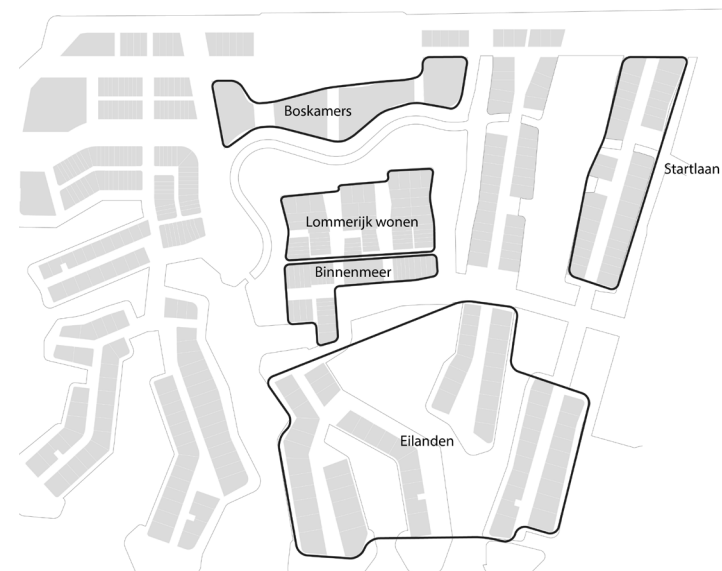 Boskamers
Startlaan
Lommerijk wonen
Binnenmeer
Eilanden